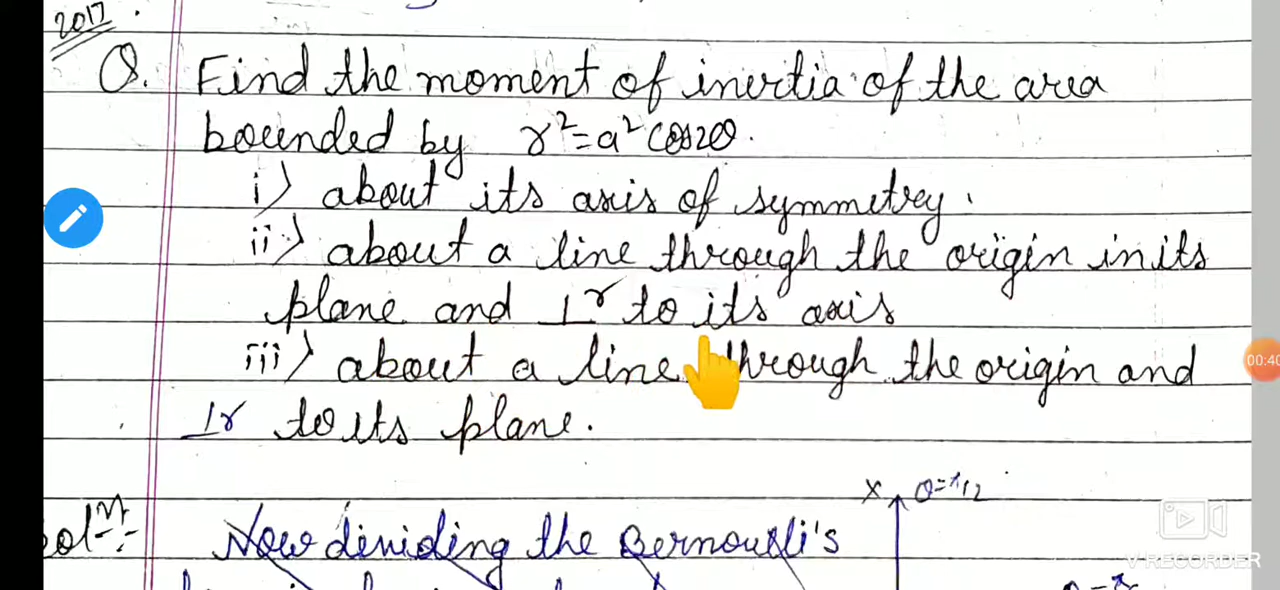 2017
Q. Find the moment of inertia of the area
bounded by r²=a² cos2θ.
i) about its axis of symmetry.
ii) about a line through the origin in its
plane and ⊥r to its axis
iii) about a line through the origin and
⊥r to its plane.
X θ=π/2
Solⁿ:- Now dividing the Bernoulli's
00:40
V RECORDER